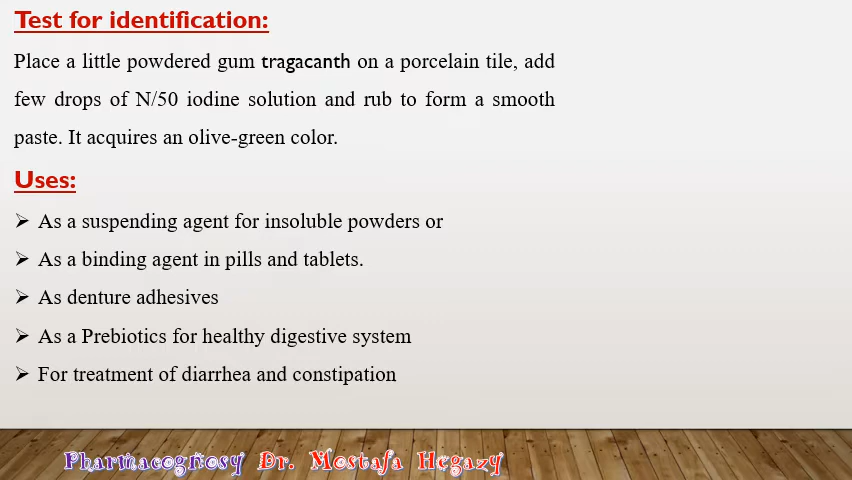 Test for identification:
Place a little powdered gum tragacanth on a porcelain tile, add
few drops of N/50 iodine solution and rub to form a smooth
paste. It acquires an olive-green color.
Uses:
➢ As a suspending agent for insoluble powders or
➢ As a binding agent in pills and tablets.
➢ As denture adhesives
➢ As a Prebiotics for healthy digestive system
➢ For treatment of diarrhea and constipation
Pharmacognosy Dr. Mostafa Hegazy